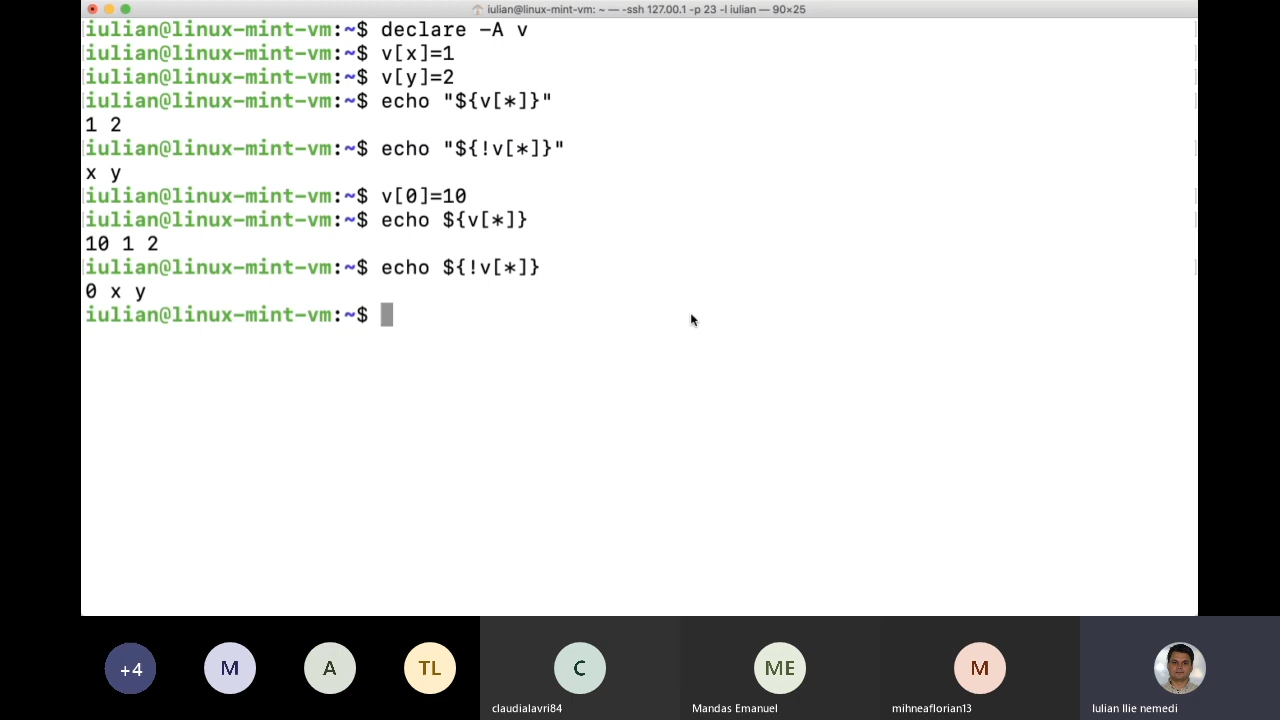 iulian@linux-mint-vm: ~ — -ssh 127.00.1 -p 23 -l iulian — 90×25
iulian@linux-mint-vm:~$ declare -A v
iulian@linux-mint-vm:~$ v[x]=1
iulian@linux-mint-vm:~$ v[y]=2
iulian@linux-mint-vm:~$ echo "${v[*]}"
1 2
iulian@linux-mint-vm:~$ echo "${!v[*]}"
x y
iulian@linux-mint-vm:~$ v[0]=10
iulian@linux-mint-vm:~$ echo ${v[*]}
10 1 2
iulian@linux-mint-vm:~$ echo ${!v[*]}
0 x y
iulian@linux-mint-vm:~$
+4 M A TL C ME M
claudialavri84 Mandas Emanuel mihneaflorian13 Iulian Ilie nemedi